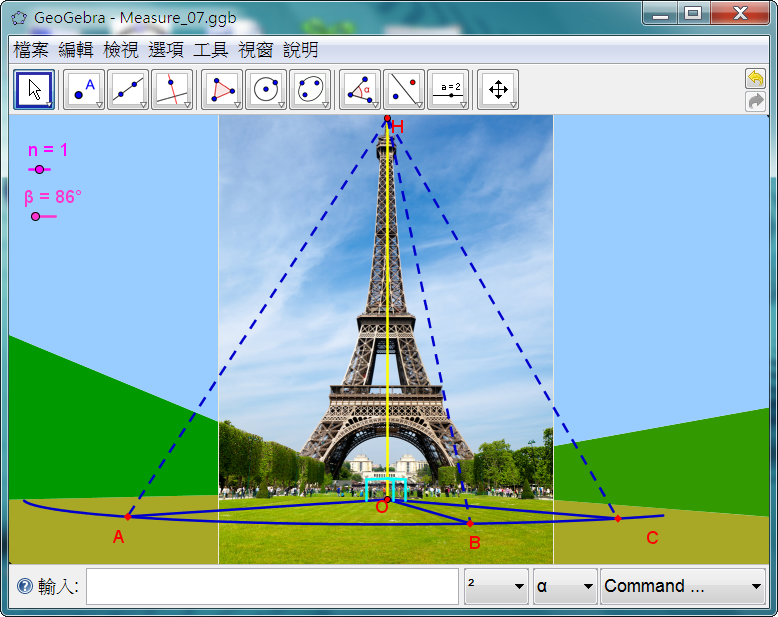 GeoGebra - Measure_07.ggb
檔案 編輯 檢視 選項 工具 視窗 說明
A
α
a=2
n = 1
β = 86°
H
O
A
B
C
輸入:
²
α
Command ...